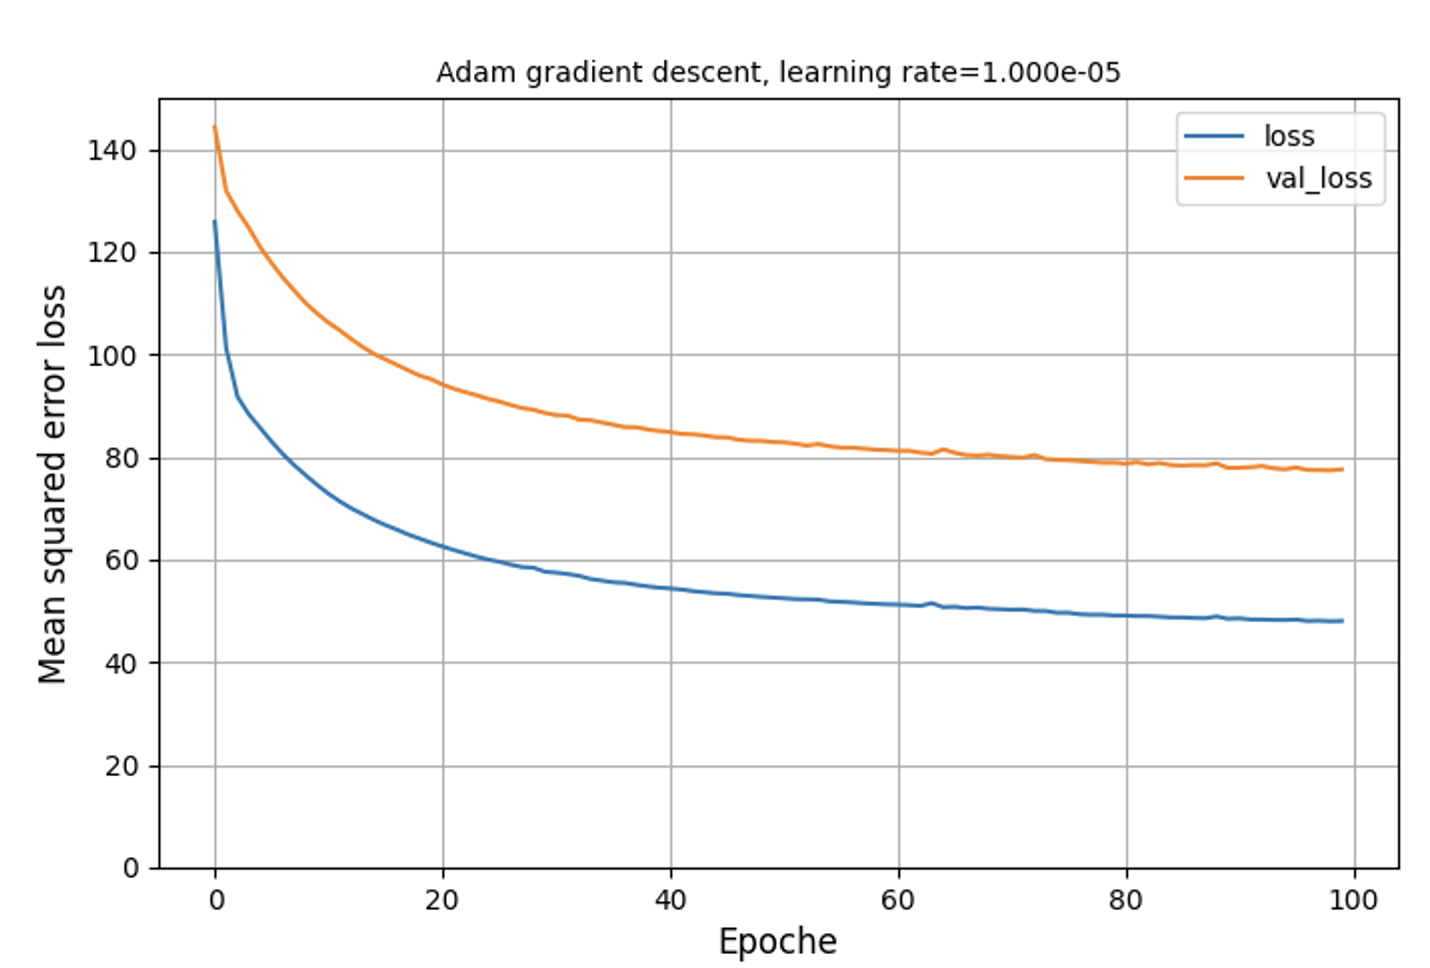 Adam gradient descent, learning rate=1.000e-05
loss
val_loss
140
120
100
80
60
40
20
0
Mean squared error loss
0 20 40 60 80 100
Epoche